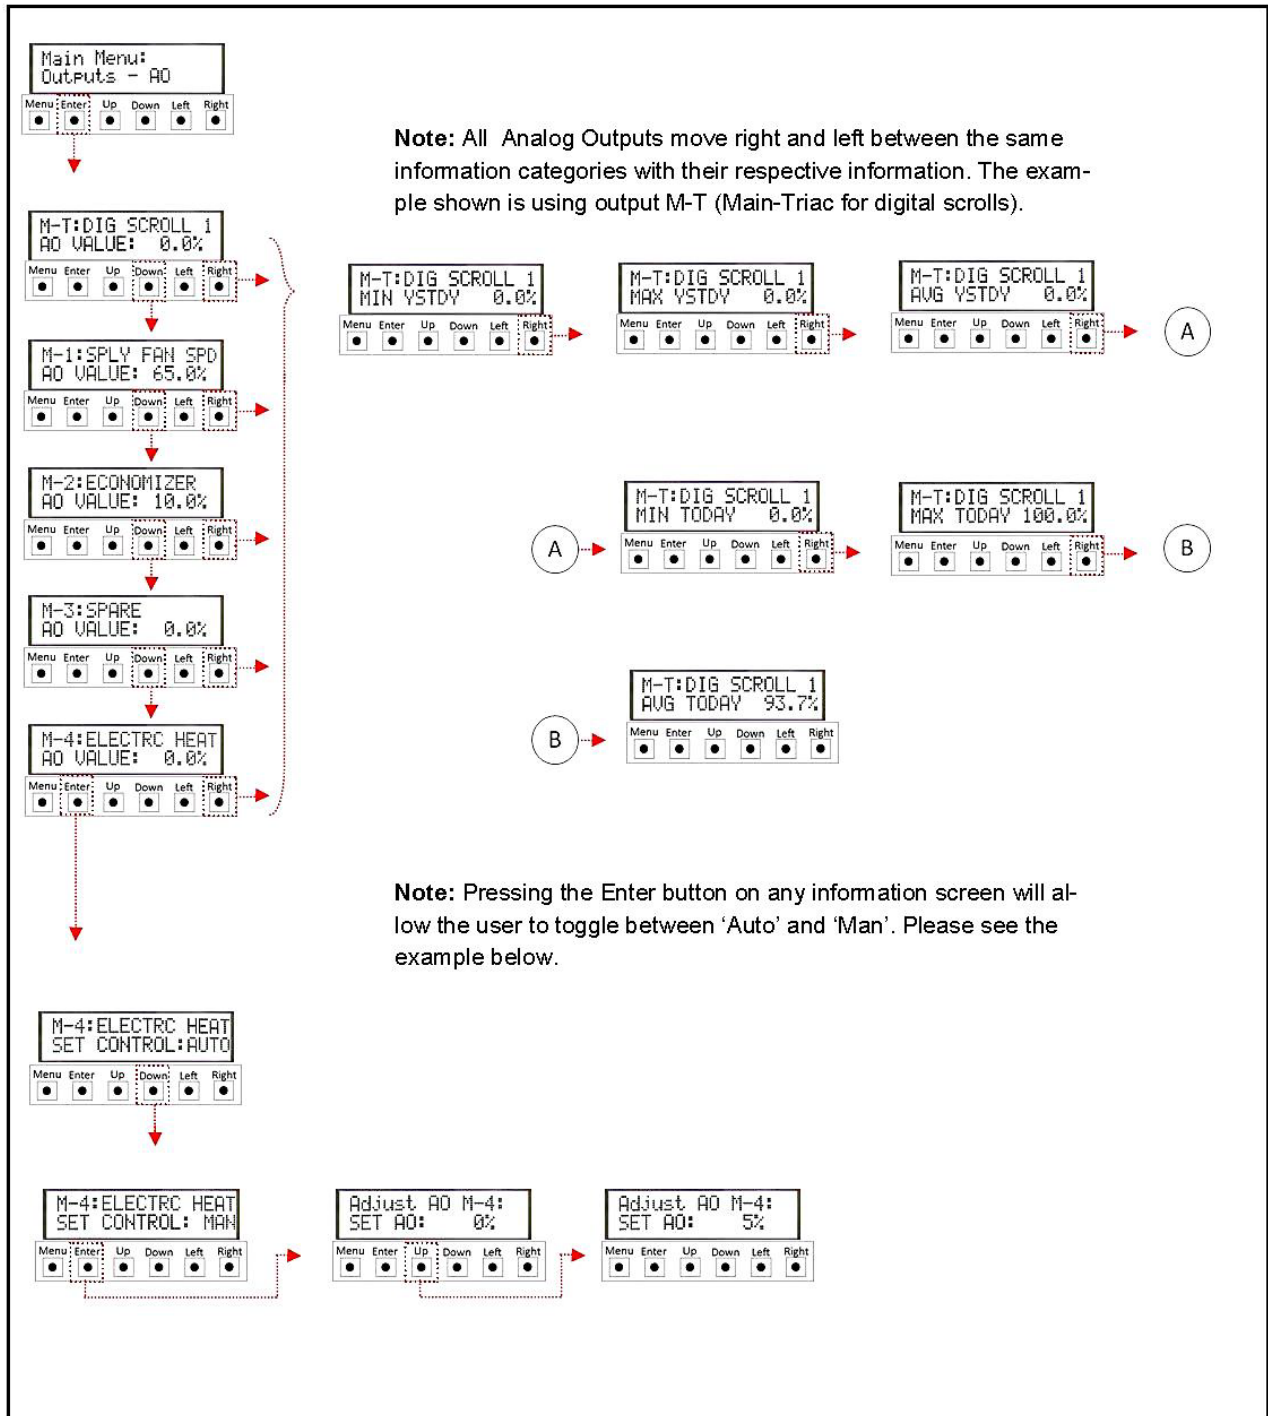 Main Menu:
Outputs - AO
Menu Enter Up Down Left Right
Note: All Analog Outputs move right and left between the same
information categories with their respective information. The exam-
ple shown is using output M-T (Main-Triac for digital scrolls).
M-T:DIG SCROLL 1
AO VALUE: 0.0%
Menu Enter Up Down Left Right
M-T:DIG SCROLL 1
MIN YSTDY 0.0%
Menu Enter Up Down Left Right
M-T:DIG SCROLL 1
MAX YSTDY 0.0%
Menu Enter Up Down Left Right
M-T:DIG SCROLL 1
AVG YSTDY 0.0%
Menu Enter Up Down Left Right
A
M-1:SPLY FAN SPD
AO VALUE: 65.0%
Menu Enter Up Down Left Right
M-2:ECONOMIZER
AO VALUE: 10.0%
Menu Enter Up Down Left Right
A
M-T:DIG SCROLL 1
MIN TODAY 0.0%
Menu Enter Up Down Left Right
M-T:DIG SCROLL 1
MAX TODAY 100.0%
Menu Enter Up Down Left Right
B
M-3:SPARE
AO VALUE: 0.0%
Menu Enter Up Down Left Right
B
M-T:DIG SCROLL 1
AVG TODAY 93.7%
Menu Enter Up Down Left Right
M-4:ELECTRC HEAT
AO VALUE: 0.0%
Menu Enter Up Down Left Right
Note: Pressing the Enter button on any information screen will al-
low the user to toggle between ‘Auto’ and ‘Man’. Please see the
example below.
M-4:ELECTRC HEAT
SET CONTROL:AUTO
Menu Enter Up Down Left Right
M-4:ELECTRC HEAT
SET CONTROL: MAN
Menu Enter Up Down Left Right
Adjust AO M-4:
SET AO: 0%
Menu Enter Up Down Left Right
Adjust AO M-4:
SET AO: 5%
Menu Enter Up Down Left Right